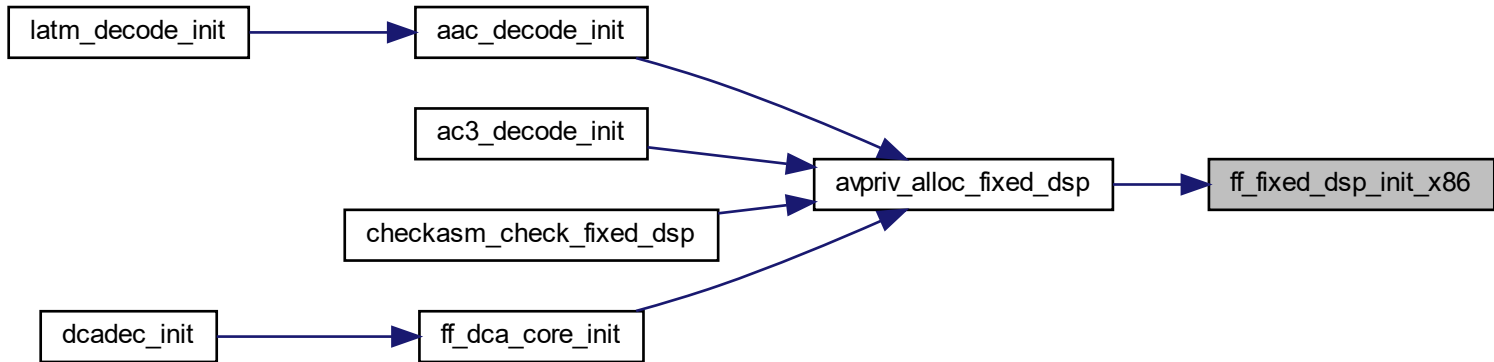 latm_decode_init
aac_decode_init
ac3_decode_init
avpriv_alloc_fixed_dsp
ff_fixed_dsp_init_x86
checkasm_check_fixed_dsp
dcadec_init
ff_dca_core_init